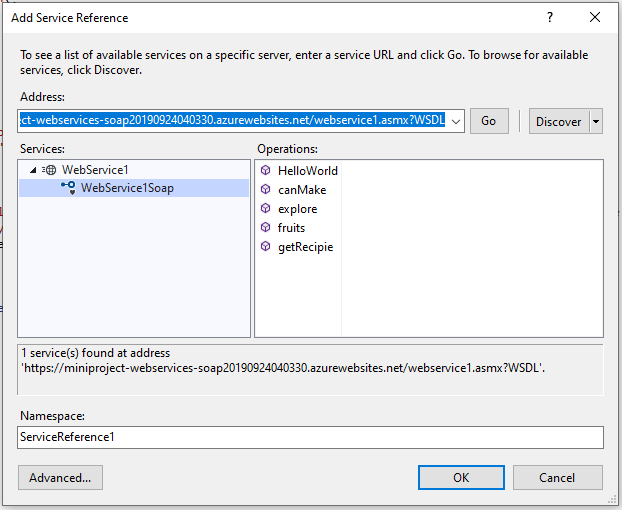 Add Service Reference
To see a list of available services on a specific server, enter a service URL and click Go. To browse for available
services, click Discover.
Address:
ct-webservices-soap20190924040330.azurewebsites.net/webservice1.asmx?WSDL
Go
Discover
Services:
Operations:
WebService1
WebService1Soap
HelloWorld
canMake
explore
fruits
getRecipie
1 service(s) found at address
'https://miniproject-webservices-soap20190924040330.azurewebsites.net/webservice1.asmx?WSDL'.
Namespace:
ServiceReference1
Advanced...
OK
Cancel